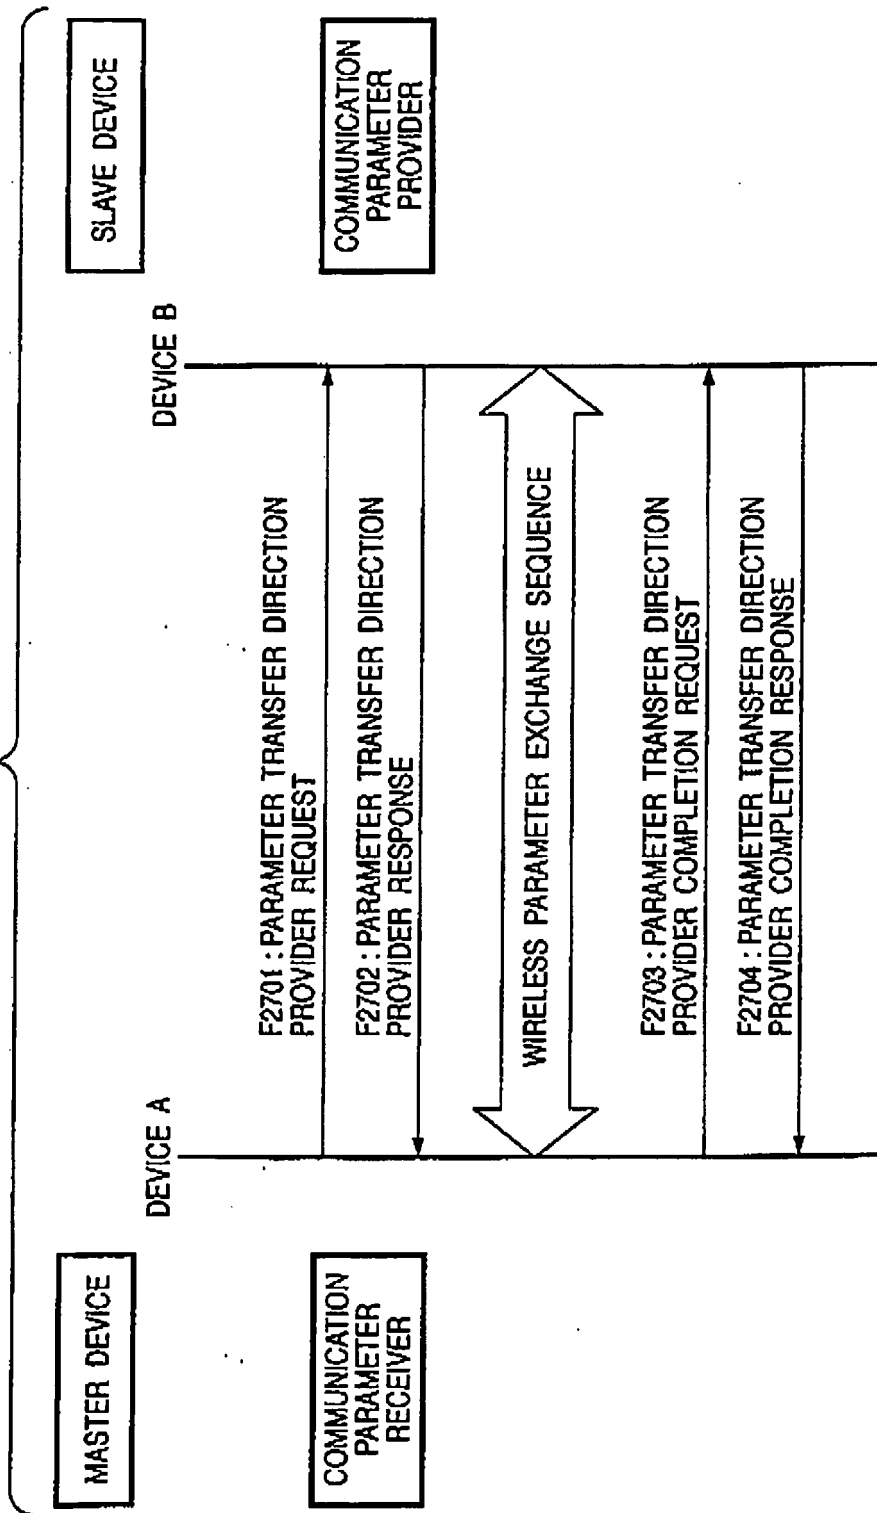 MASTER DEVICE
SLAVE DEVICE
DEVICE A
DEVICE B
COMMUNICATION
PARAMETER
RECEIVER
COMMUNICATION
PARAMETER
PROVIDER
F2701 : PARAMETER TRANSFER DIRECTION
PROVIDER REQUEST
F2702 : PARAMETER TRANSFER DIRECTION
PROVIDER RESPONSE
WIRELESS PARAMETER EXCHANGE SEQUENCE
F2703 : PARAMETER TRANSFER DIRECTION
PROVIDER COMPLETION REQUEST
F2704 : PARAMETER TRANSFER DIRECTION
PROVIDER COMPLETION RESPONSE